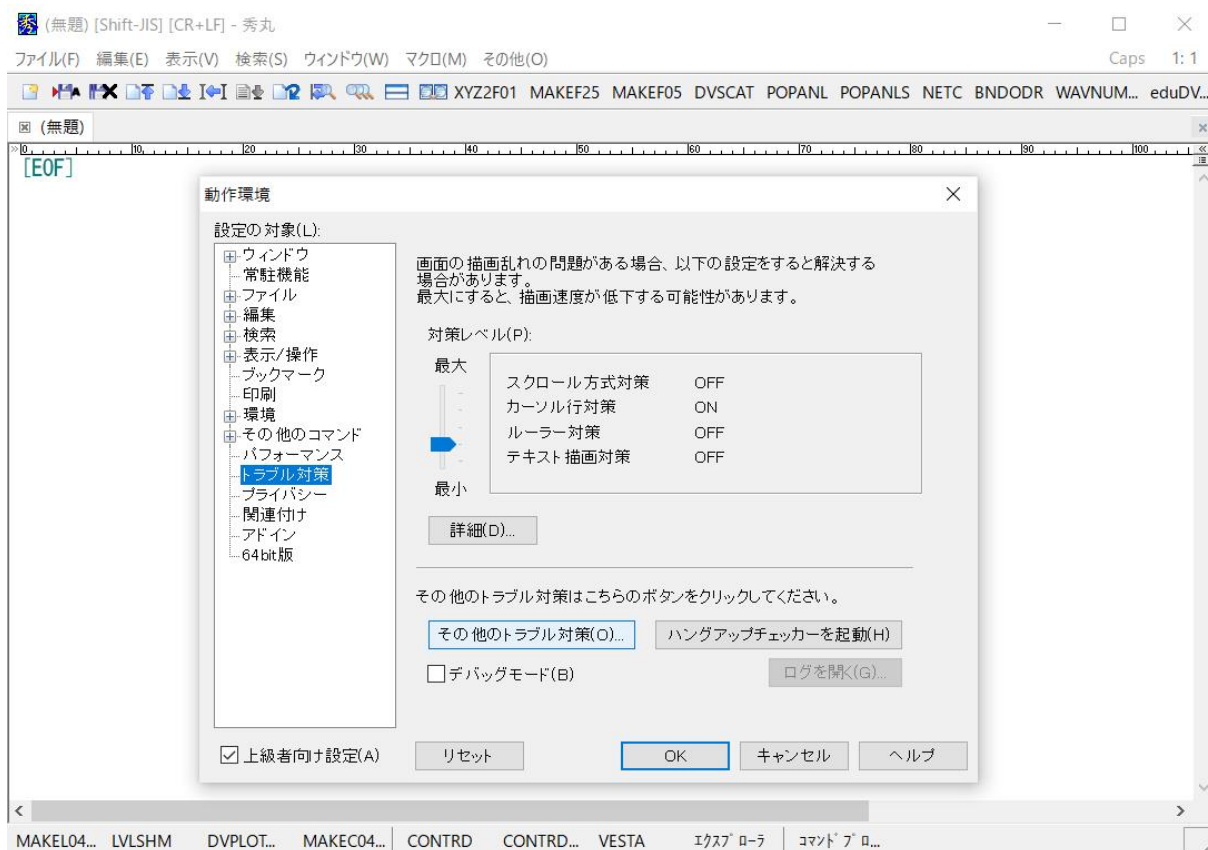 (無題) [Shift-JIS] [CR+LF] - 秀丸
ファイル(F) 編集(E) 表示(V) 検索(S) ウィンドウ(W) マクロ(M) その他(O) Caps 1: 1
XYZ2F01 MAKEF25 MAKEF05 DVSCAT POPANL POPANLS NETC BNDODR WAVNUM... eduDV...
(無題)
0 10 20 30 40 50 60 70 80 90 100
[EOF]
動作環境
設定の対象(L):
ウィンドウ
常駐機能
ファイル
編集
検索
表示/操作
ブックマーク
印刷
環境
その他のコマンド
パフォーマンス
トラブル対策
プライバシー
関連付け
アドイン
64bit版
画面の描画乱れの問題がある場合、以下の設定をすると解決する
場合があります。
最大にすると、描画速度が低下する可能性があります。
対策レベル(P):
最大
最小
スクロール方式対策 OFF
カーソル行対策 ON
ルーラー対策 OFF
テキスト描画対策 OFF
詳細(D)...
その他のトラブル対策はこちらのボタンをクリックしてください。
その他のトラブル対策(O)... ハングアップチェッカーを起動(H)
デバッグモード(B) ログを開く(G)...
上級者向け設定(A) リセット OK キャンセル ヘルプ
MAKEL04... LVLSHM DVPLOT... MAKEC04... CONTRD CONTRD... VESTA ｴｸｽﾌﾟﾛｰﾗ ｺﾏﾝﾄﾞﾌﾟﾛ...